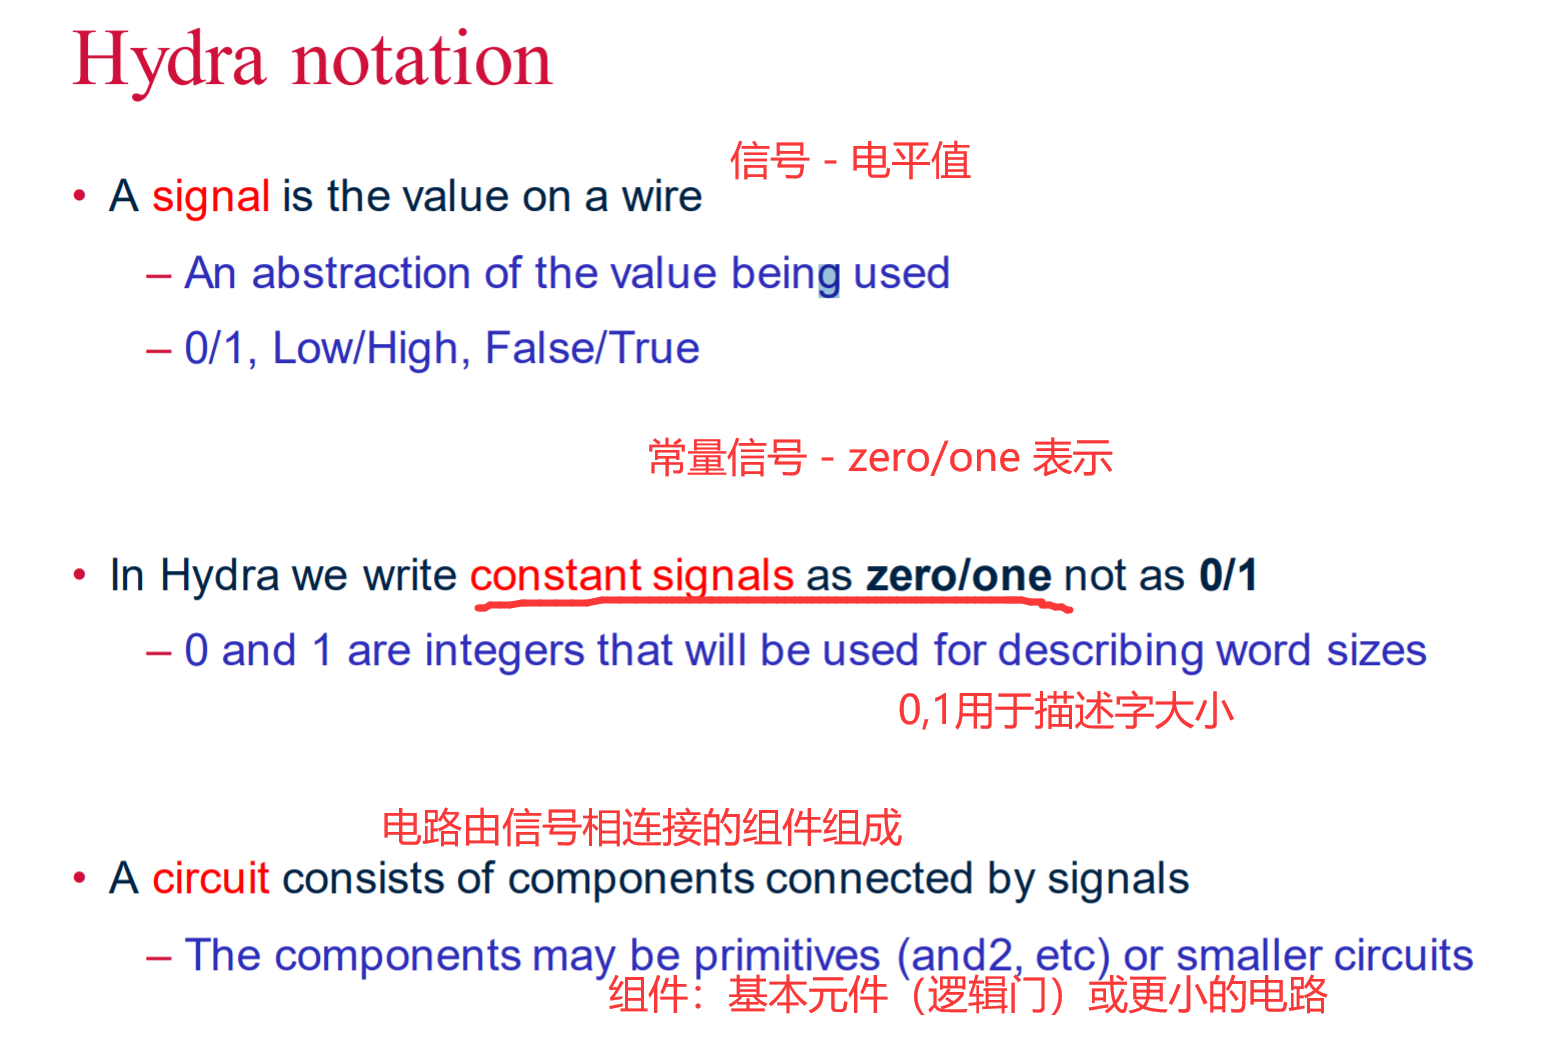 Hydra notation
信号 - 电平值
• A signal is the value on a wire
– An abstraction of the value being used
– 0/1, Low/High, False/True
常量信号 - zero/one 表示
• In Hydra we write constant signals as zero/one not as 0/1
– 0 and 1 are integers that will be used for describing word sizes
0,1用于描述字大小
电路由信号相连接的组件组成
• A circuit consists of components connected by signals
– The components may be primitives (and2, etc) or smaller circuits
组件：基本元件（逻辑门）或更小的电路